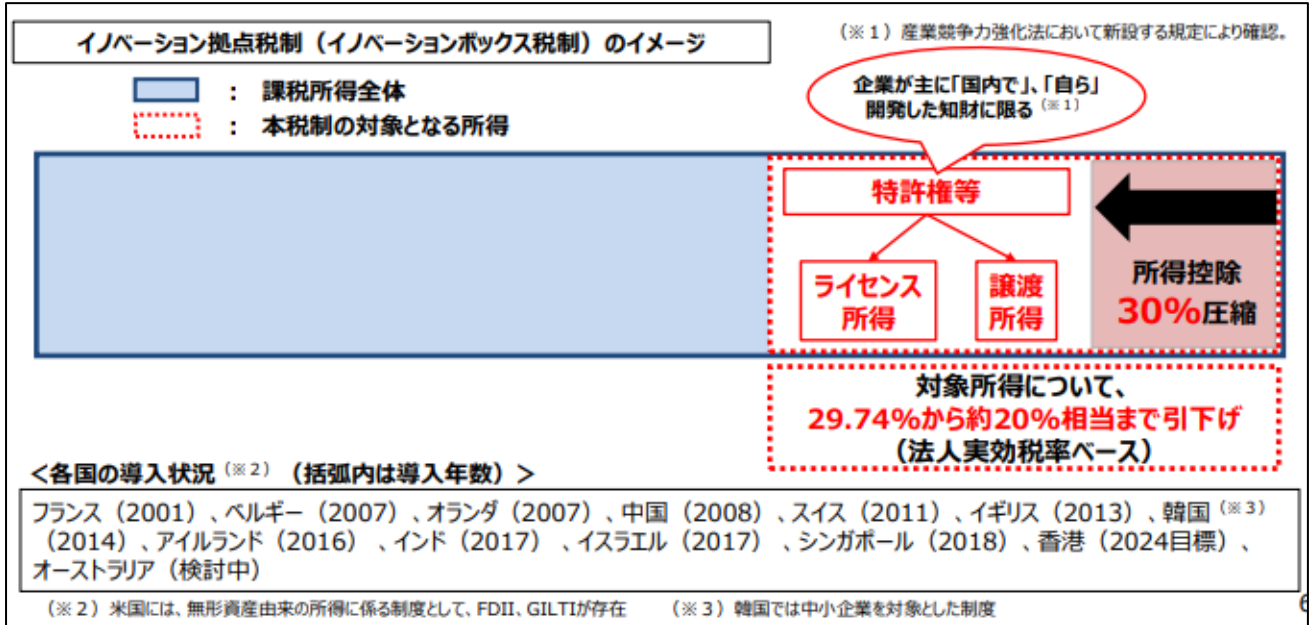 イノベーション拠点税制（イノベーションボックス税制）のイメージ
（※１）産業競争力強化法において新設する規定により確認。
： 課税所得全体
： 本税制の対象となる所得
企業が主に「国内で」、「自ら」
開発した知財に限る（※１）
特許権等
ライセンス
所得
譲渡
所得
所得控除
30%圧縮
対象所得について、
29.74%から約20%相当まで引下げ
（法人実効税率ベース）
＜各国の導入状況（※２）（括弧内は導入年数）＞
フランス（2001）、ベルギー（2007）、オランダ（2007）、中国（2008）、スイス（2011）、イギリス（2013）、韓国（※３）
（2014）、アイルランド（2016）、インド（2017）、イスラエル（2017）、シンガポール（2018）、香港（2024目標）、
オーストラリア（検討中）
（※２）米国には、無形資産由来の所得に係る制度として、FDII、GILTIが存在 （※３）韓国では中小企業を対象とした制度